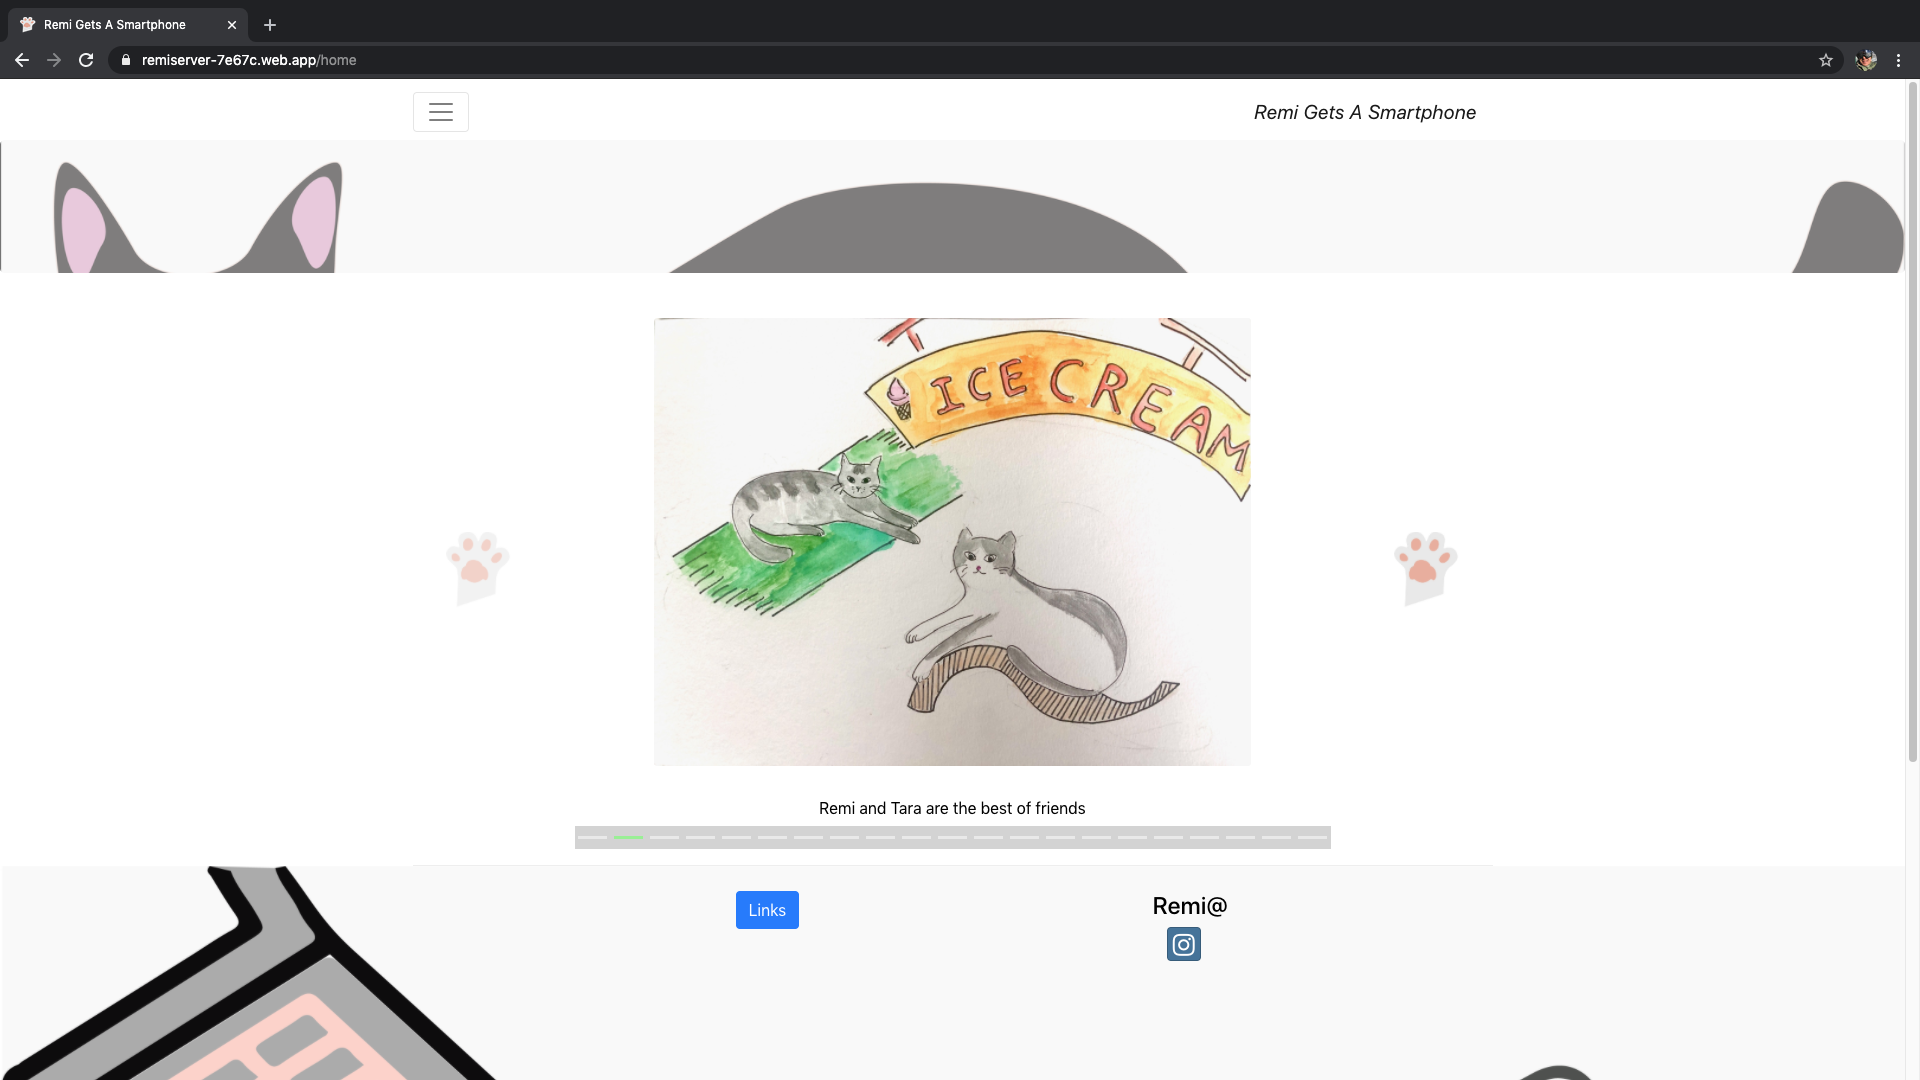 Remi Gets A Smartphone
remiserver-7e67c.web.app/home
Remi Gets A Smartphone
ICE CREAM
Remi and Tara are the best of friends
Links
Remi@